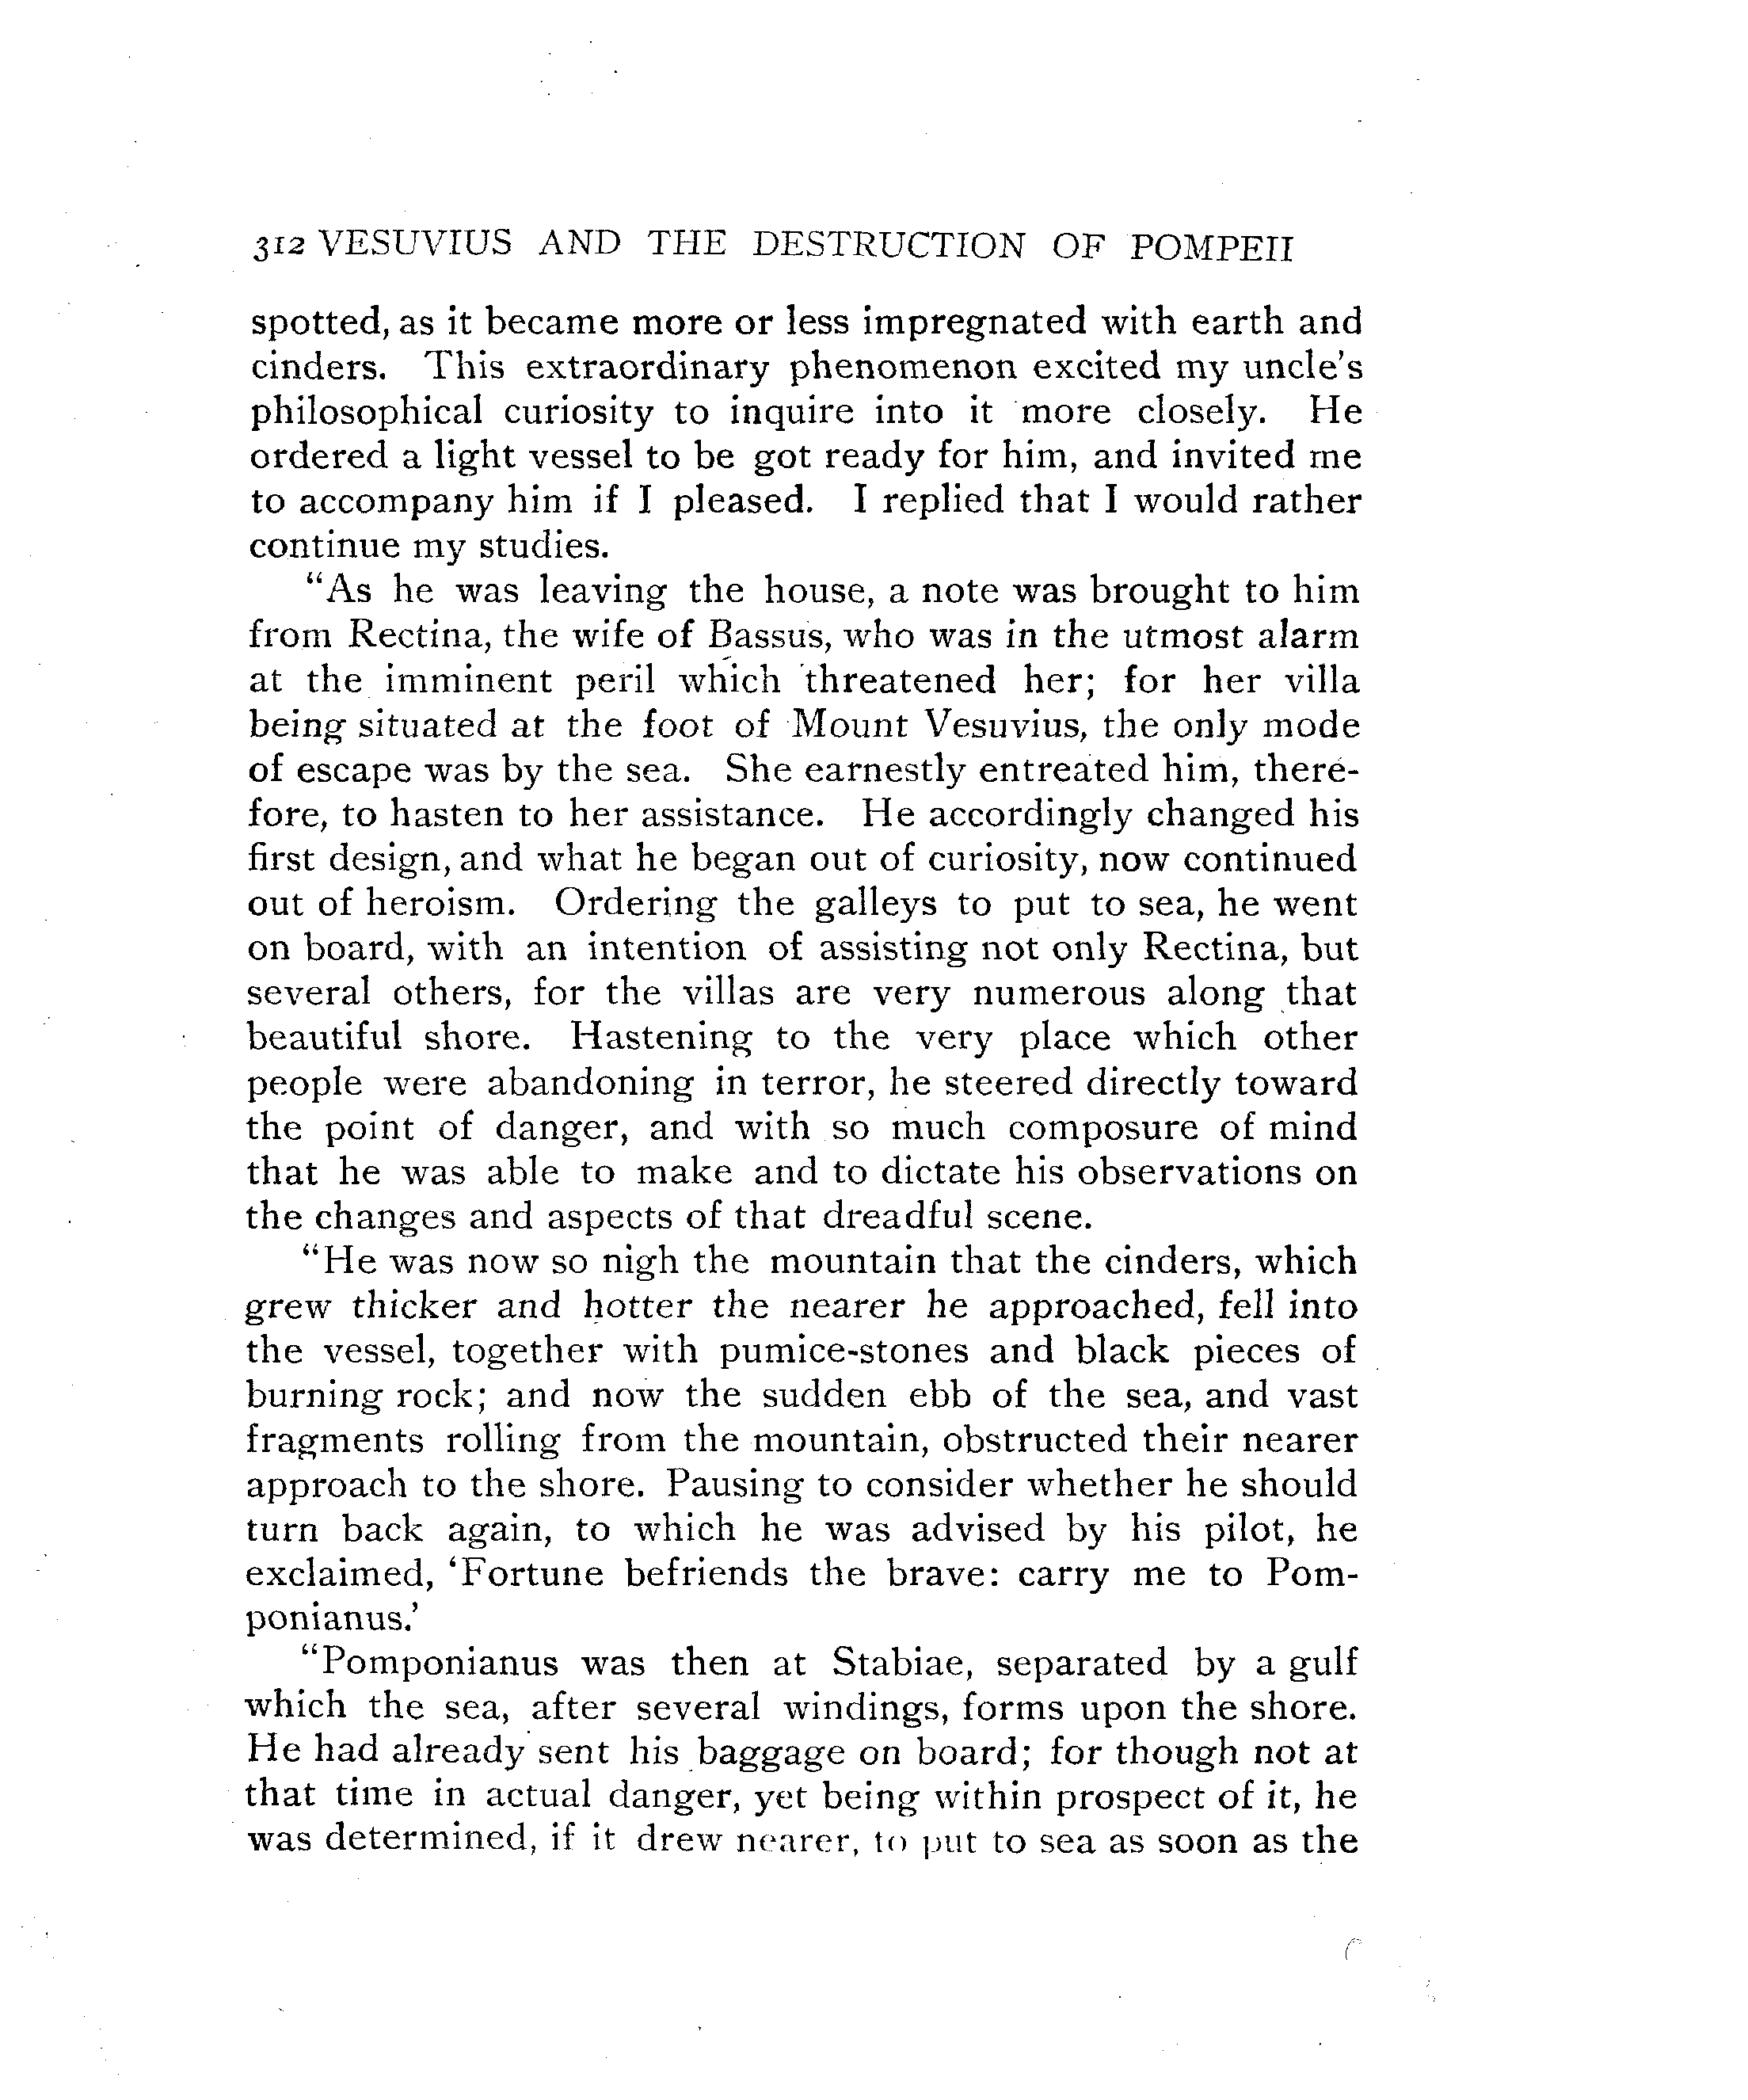 312 VESUVIUS AND THE DESTRUCTION OF POMPEII
spotted, as it became more or less impregnated with earth and
cinders. This extraordinary phenomenon excited my uncle's
philosophical curiosity to inquire into it more closely. He
ordered a light vessel to be got ready for him, and invited me
to accompany him if I pleased. I replied that I would rather
continue my studies.
"As he was leaving the house, a note was brought to him
from Rectina, the wife of Bassus, who was in the utmost alarm
at the imminent peril which threatened her; for her villa
being situated at the foot of Mount Vesuvius, the only mode
of escape was by the sea. She earnestly entreated him, there-
fore, to hasten to her assistance. He accordingly changed his
first design, and what he began out of curiosity, now continued
out of heroism. Ordering the galleys to put to sea, he went
on board, with an intention of assisting not only Rectina, but
several others, for the villas are very numerous along that
beautiful shore. Hastening to the very place which other
people were abandoning in terror, he steered directly toward
the point of danger, and with so much composure of mind
that he was able to make and to dictate his observations on
the changes and aspects of that dreadful scene.
"He was now so nigh the mountain that the cinders, which
grew thicker and hotter the nearer he approached, fell into
the vessel, together with pumice-stones and black pieces of
burning rock; and now the sudden ebb of the sea, and vast
fragments rolling from the mountain, obstructed their nearer
approach to the shore. Pausing to consider whether he should
turn back again, to which he was advised by his pilot, he
exclaimed, 'Fortune befriends the brave: carry me to Pom-
ponianus.'
"Pomponianus was then at Stabiae, separated by a gulf
which the sea, after several windings, forms upon the shore.
He had already sent his baggage on board; for though not at
that time in actual danger, yet being within prospect of it, he
was determined, if it drew nearer, to put to sea as soon as the